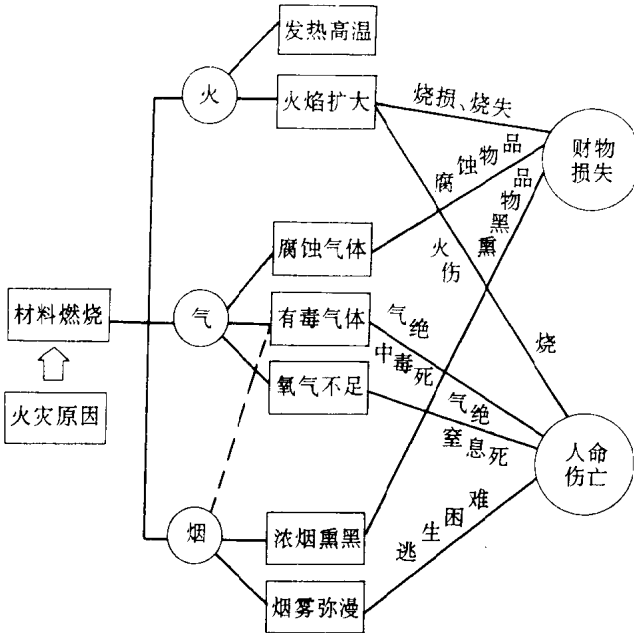 发热高温
火
火焰扩大
烧损、烧失
财物
损失
腐蚀物品
熏黑物品
火伤
腐蚀气体
材料燃烧
气
有毒气体
气绝
中毒死
烧
火灾原因
氧气不足
气绝
窒息死
人命
伤亡
烟
浓烟熏黑
逃生困难
烟雾弥漫